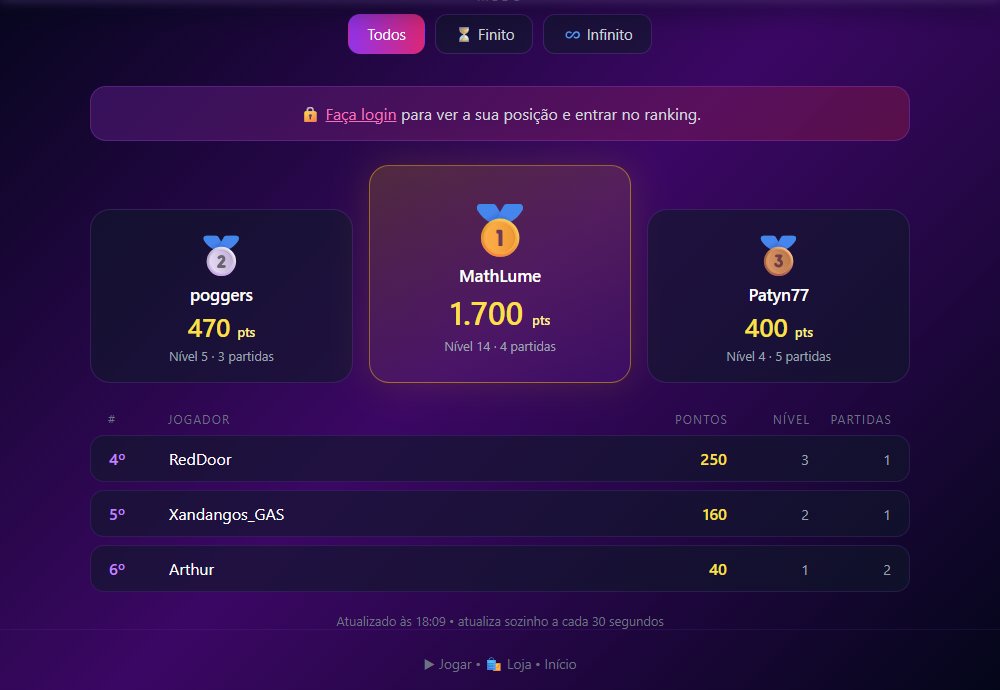 Todos Finito Infinito
Faça login para ver a sua posição e entrar no ranking.
2
poggers
470 pts
Nível 5 · 3 partidas
1
MathLume
1.700 pts
Nível 14 · 4 partidas
3
Patyn77
400 pts
Nível 4 · 5 partidas
# JOGADOR PONTOS NÍVEL PARTIDAS
4º RedDoor 250 3 1
5º Xandangos_GAS 160 2 1
6º Arthur 40 1 2
Atualizado às 18:09 • atualiza sozinho a cada 30 segundos
▶ Jogar • Loja • Início